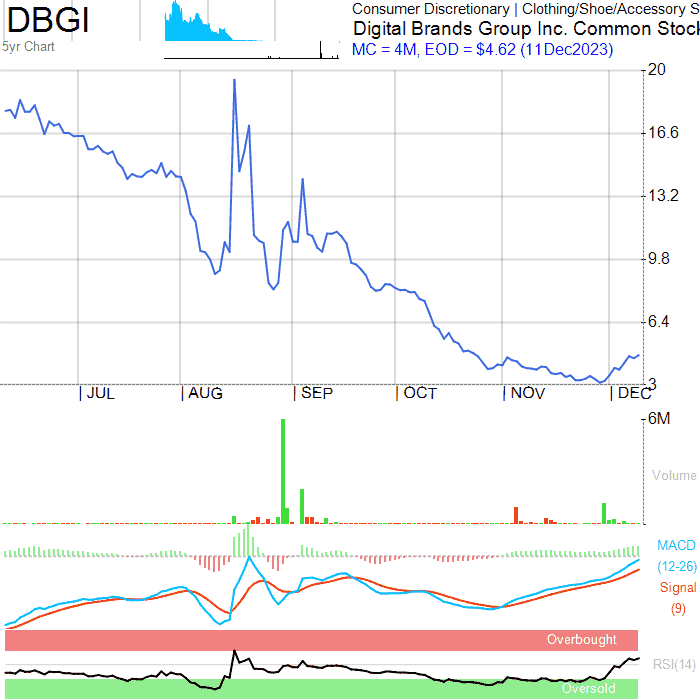 DBGI
5yr Chart
Consumer Discretionary | Clothing/Shoe/Accessory S
Digital Brands Group Inc. Common Stock
MC = 4M, EOD = $4.62 (11Dec2023)
20
16.6
13.2
9.8
6.4
3
JUL
AUG
SEP
OCT
NOV
DEC
6M
Volume
MACD
(12-26)
Signal
(9)
Overbought
RSI(14)
Oversold